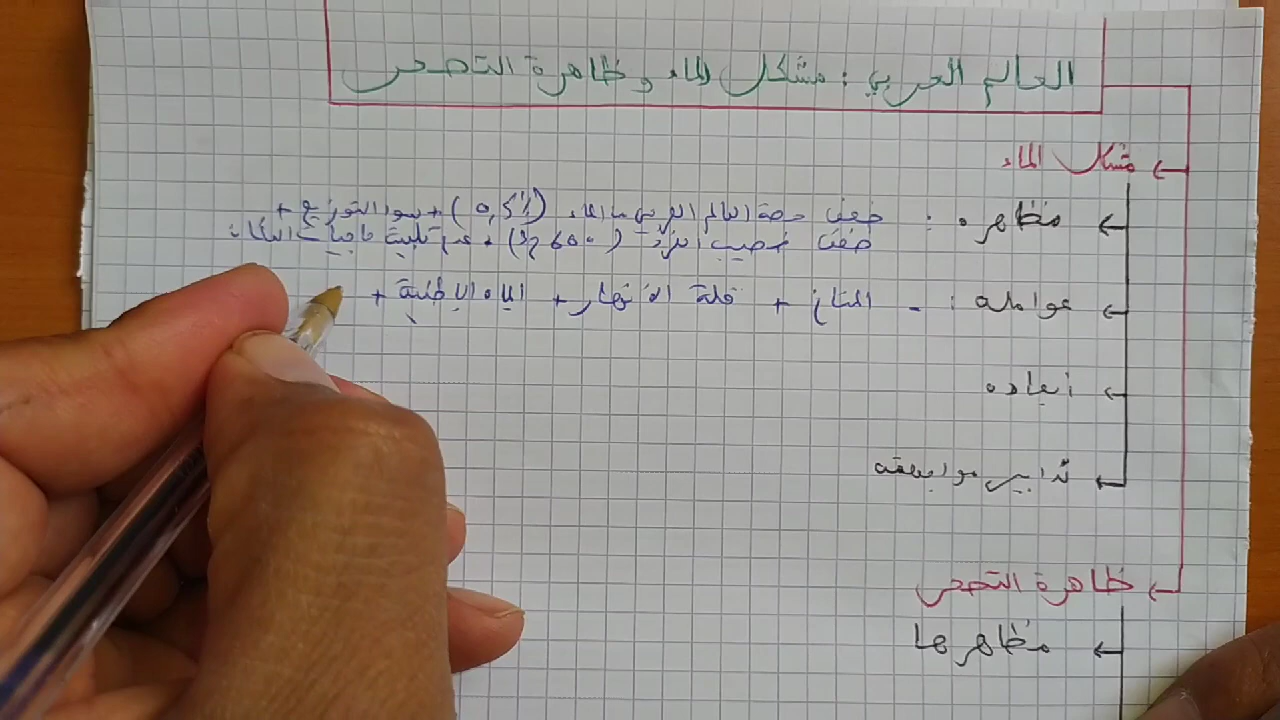 العالم العربي : مشكل الماء و ظاهرة التصحر
مشكل الماء
مظاهره : ضعف حصة العالم العربي من الماء (0,5%) + سوء التوزيع +
ضعف نصيب الفرد (600 م3) + عدم تلبية حاجيات السكان
عوامله : - المناخ + قلة الأنهار + المياه الباطنية +
أبعاده
تدابير مواجهته
ظاهرة التصحر
مظاهرها